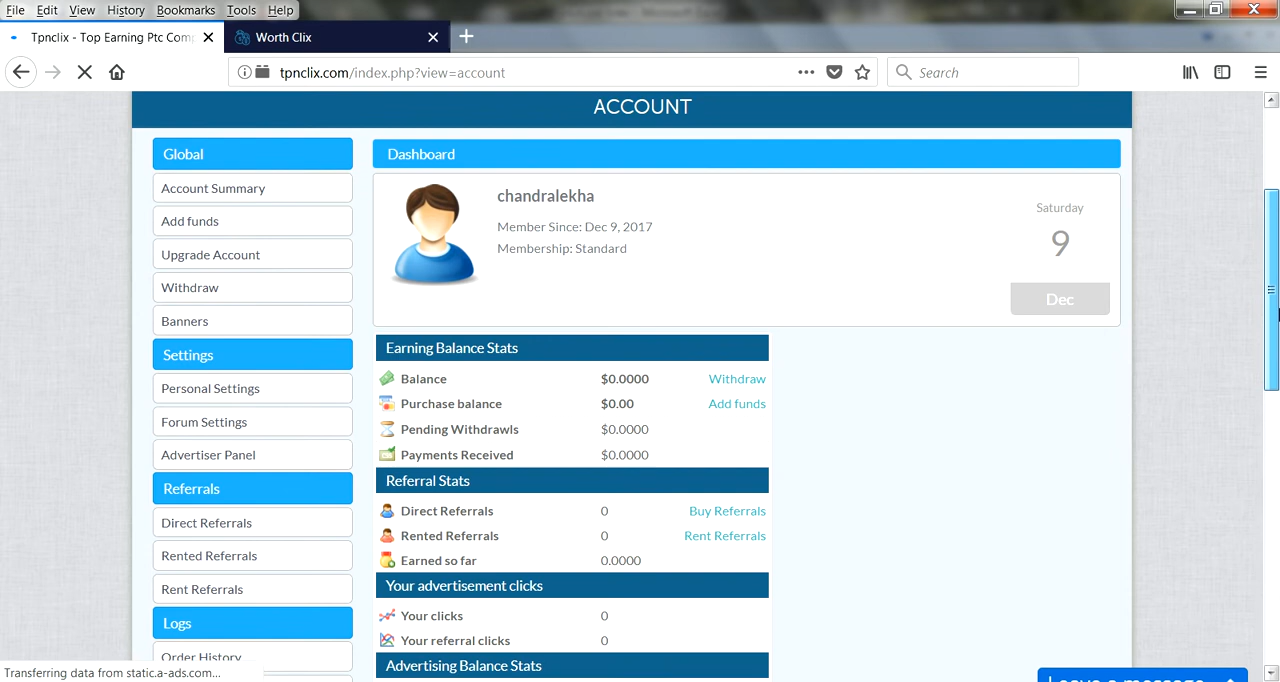 File Edit View History Bookmarks Tools Help
Tpnclix - Top Earning Ptc Comp
Worth Clix
tpnclix.com/index.php?view=account
Search
ACCOUNT
Global
Account Summary
Add funds
Upgrade Account
Withdraw
Banners
Settings
Personal Settings
Forum Settings
Advertiser Panel
Referrals
Direct Referrals
Rented Referrals
Rent Referrals
Logs
Order History
Dashboard
chandralekha
Member Since: Dec 9, 2017
Membership: Standard
Saturday
9
Dec
Earning Balance Stats
Balance $0.0000 Withdraw
Purchase balance $0.00 Add funds
Pending Withdrawls $0.0000
Payments Received $0.0000
Referral Stats
Direct Referrals 0 Buy Referrals
Rented Referrals 0 Rent Referrals
Earned so far 0.0000
Your advertisement clicks
Your clicks 0
Your referral clicks 0
Advertising Balance Stats
Leave a message
Transferring data from static.a-ads.com...